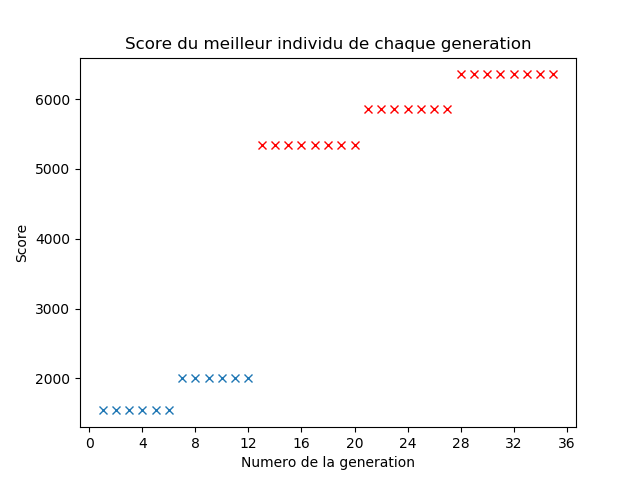 Score du meilleur individu de chaque generation
6000
5000
4000
3000
2000
Score
0 4 8 12 16 20 24 28 32 36
Numero de la generation